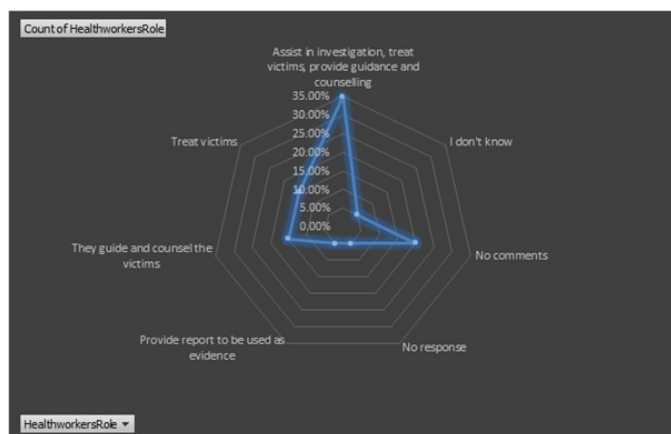 Count of HealthworkersRole
Assist in investigation, treat
victims, provide guidance and
counselling
35.00%
30.00%
25.00%
20.00%
15.00%
10.00%
5.00%
0.00%
I don't know
No comments
No response
Provide report to be used as
evidence
They guide and counsel the
victims
Treat victims
HealthworkersRole